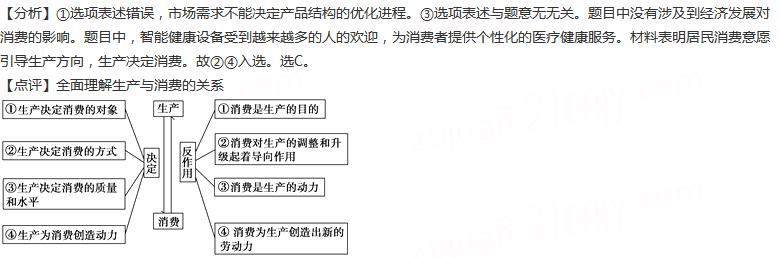 【分析】①选项表述错误，市场需求不能决定产品结构的优化进程。③选项表述与题意无无关。题目中没有涉及到经济发展对
消费的影响。题目中，智能健康设备受到越来越多的人的欢迎，为消费者提供个性化的医疗健康服务。材料表明居民消费意愿
引导生产方向，生产决定消费。故②④入选。选C。
【点评】全面理解生产与消费的关系
①生产决定消费的对象
②生产决定消费的方式
③生产决定消费的质量
和水平
④生产为消费创造动力
决定
生产
消费
反作用
①消费是生产的目的
②消费对生产的调整和升
级起着导向作用
③消费是生产的动力
④ 消费为生产创造出新的
劳动力
zujuan.21cnjy.com